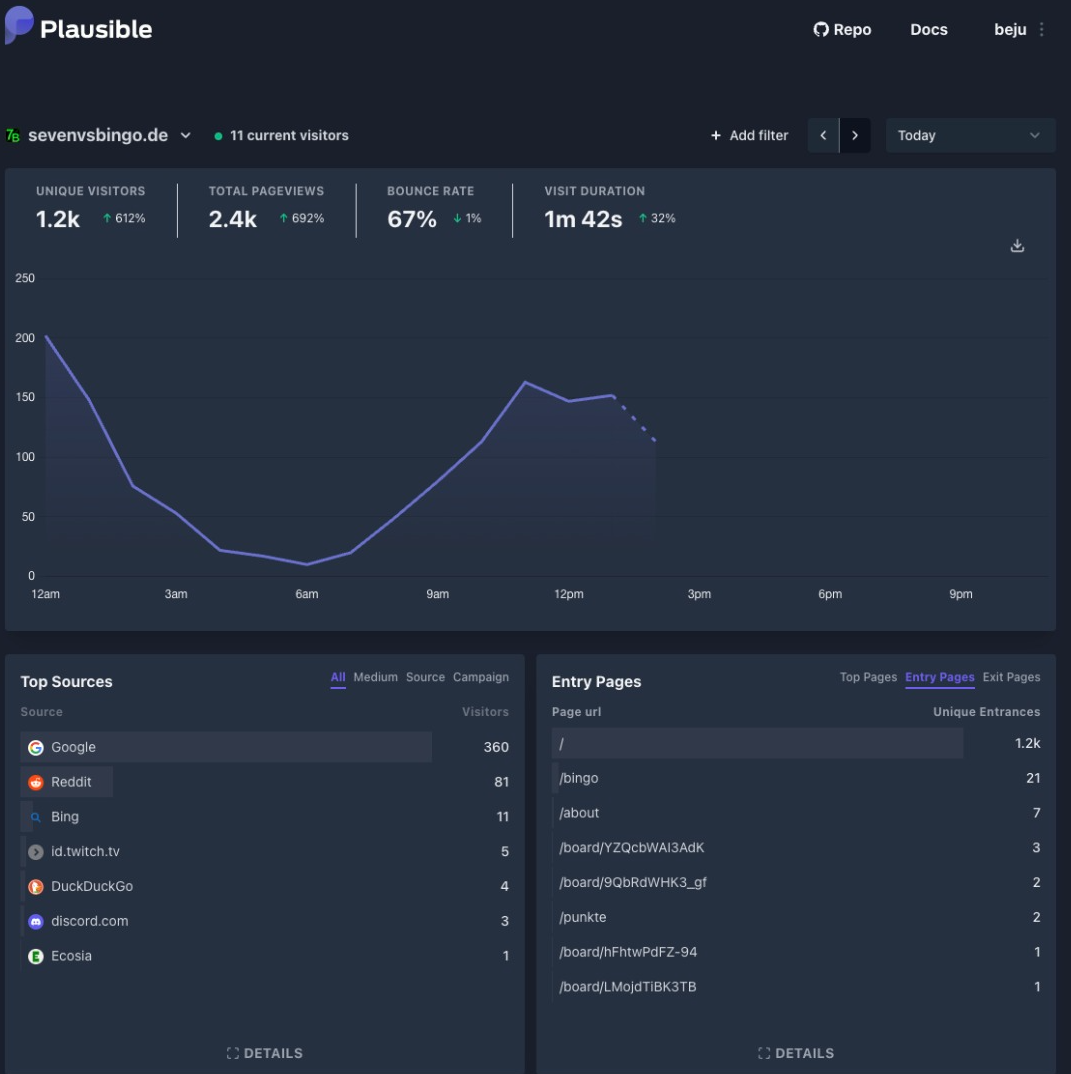 Plausible
Repo Docs beju
7B sevenvsbingo.de 11 current visitors + Add filter Today
UNIQUE VISITORS TOTAL PAGEVIEWS BOUNCE RATE VISIT DURATION
1.2k ↑ 612% 2.4k ↑ 692% 67% ↓ 1% 1m 42s ↑ 32%
250
200
150
100
50
0
12am 3am 6am 9am 12pm 3pm 6pm 9pm
Top Sources All Medium Source Campaign
Source Visitors
Google 360
Reddit 81
Bing 11
id.twitch.tv 5
DuckDuckGo 4
discord.com 3
Ecosia 1
DETAILS
Entry Pages Top Pages Entry Pages Exit Pages
Page url Unique Entrances
/ 1.2k
/bingo 21
/about 7
/board/YZQcbWAI3AdK 3
/board/9QbRdWHK3_gf 2
/punkte 2
/board/hFhtwPdFZ-94 1
/board/LMojdTiBK3TB 1
DETAILS